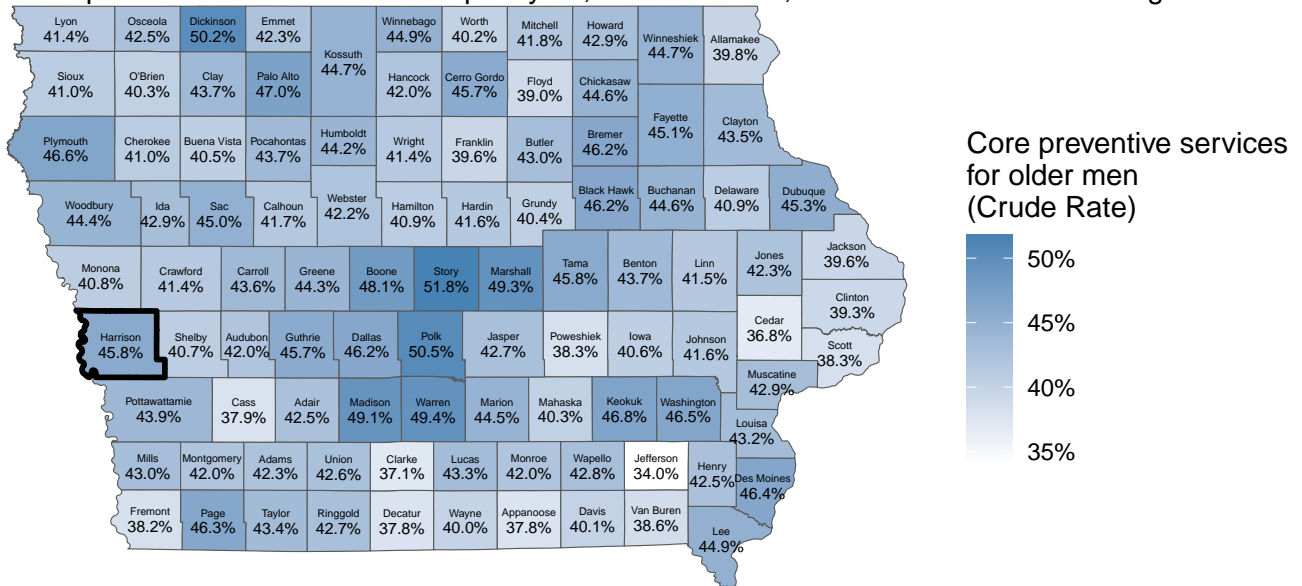 Lyon Osceola Dickinson Emmet Winnebago Worth Mitchell Howard
41.4% 42.5% 50.2% 42.3% 44.9% 40.2% 41.8% 42.9%
Kossuth Winneshiek Allamakee
44.7% 44.7% 39.8%
Sioux O'Brien Clay Palo Alto Hancock Cerro Gordo Floyd Chickasaw
41.0% 40.3% 43.7% 47.0% 42.0% 45.7% 39.0% 44.6%
Fayette Clayton
45.1% 43.5%
Plymouth Cherokee Buena Vista Pocahontas Humboldt Wright Franklin Butler Bremer
46.6% 41.0% 40.5% 43.7% 44.2% 41.4% 39.6% 43.0% 46.2%
Woodbury Ida Sac Calhoun Webster Hamilton Hardin Grundy Black Hawk Buchanan Delaware Dubuque
44.4% 42.9% 45.0% 41.7% 42.2% 40.9% 41.6% 40.4% 46.2% 44.6% 40.9% 45.3%
Monona Crawford Carroll Greene Boone Story Marshall Tama Benton Linn Jones Jackson
40.8% 41.4% 43.6% 44.3% 48.1% 51.8% 49.3% 45.8% 43.7% 41.5% 42.3% 39.6%
Clinton
39.3%
Harrison Shelby Audubon Guthrie Dallas Polk Jasper Poweshiek Iowa Johnson Cedar Scott
45.8% 40.7% 42.0% 45.7% 46.2% 50.5% 42.7% 38.3% 40.6% 41.6% 36.8% 38.3%
Muscatine
42.9%
Pottawattamie Cass Adair Madison Warren Marion Mahaska Keokuk Washington
43.9% 37.9% 42.5% 49.1% 49.4% 44.5% 40.3% 46.8% 46.5%
Louisa
43.2%
Mills Montgomery Adams Union Clarke Lucas Monroe Wapello Jefferson Henry Des Moines
43.0% 42.0% 42.3% 42.6% 37.1% 43.3% 42.0% 42.8% 34.0% 42.5% 46.4%
Fremont Page Taylor Ringgold Decatur Wayne Appanoose Davis Van Buren
38.2% 46.3% 43.4% 42.7% 37.8% 40.0% 37.8% 40.1% 38.6%
Lee
44.9%
Core preventive services
for older men
(Crude Rate)
50%
45%
40%
35%